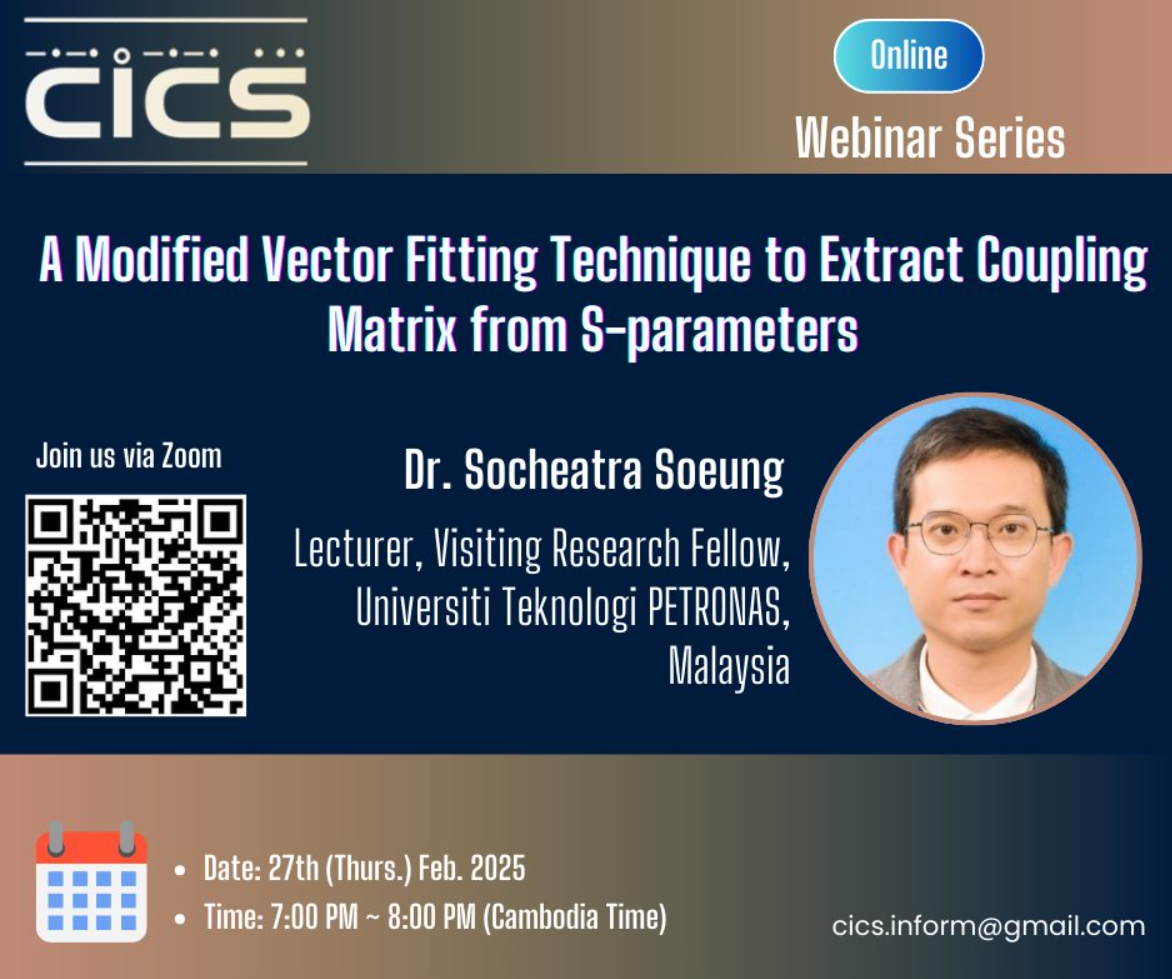 CiCS
Online
Webinar Series
A Modified Vector Fitting Technique to Extract Coupling
Matrix from S-parameters
Join us via Zoom
Dr. Socheatra Soeung
Lecturer, Visiting Research Fellow,
Universiti Teknologi PETRONAS,
Malaysia
• Date: 27th (Thurs.) Feb. 2025
• Time: 7:00 PM ~ 8:00 PM (Cambodia Time)
cics.inform@gmail.com